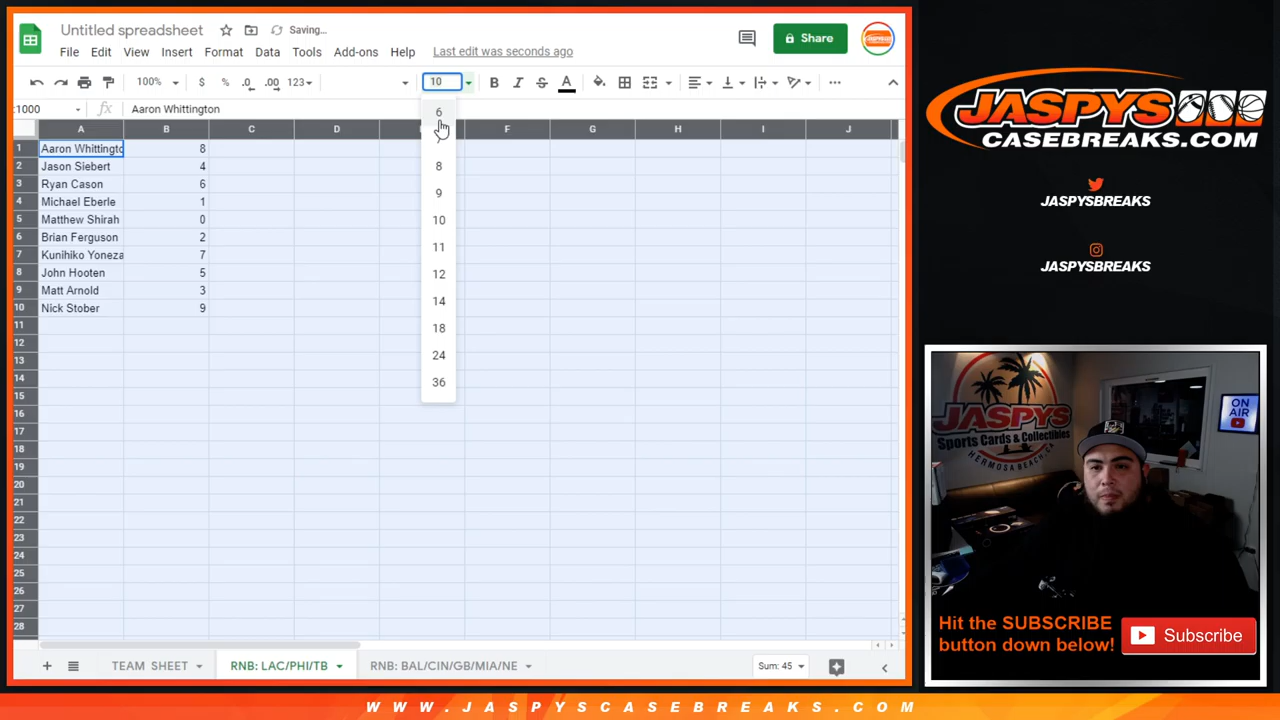 Untitled spreadsheet
Saving...
File Edit View Insert Format Data Tools Add-ons Help
Last edit was seconds ago
Share
100%
$ % .0 .00 123
10
B I S A
:1000
fx
Aaron Whittington
A B C D F G H I J
1 Aaron Whittingto 8
2 Jason Siebert 4
3 Ryan Cason 6
4 Michael Eberle 1
5 Matthew Shirah 0
6 Brian Ferguson 2
7 Kunihiko Yoneza 7
8 John Hooten 5
9 Matt Arnold 3
10 Nick Stober 9
11
12
13
14
15
16
17
18
19
20
21
22
23
24
25
26
27
28
6
7
8
9
10
11
12
14
18
24
36
TEAM SHEET
RNB: LAC/PHI/TB
RNB: BAL/CIN/GB/MIA/NE
Sum: 45
JASPYS
CASEBREAKS.COM
JASPYSBREAKS
JASPYSBREAKS
JASPYS
Sports Cards & Collectibles
HERMOSA BEACH, CA
ON
AIR
Hit the SUBSCRIBE
button down below!
Subscribe
WWW.JASPYSCASEBREAKS.COM